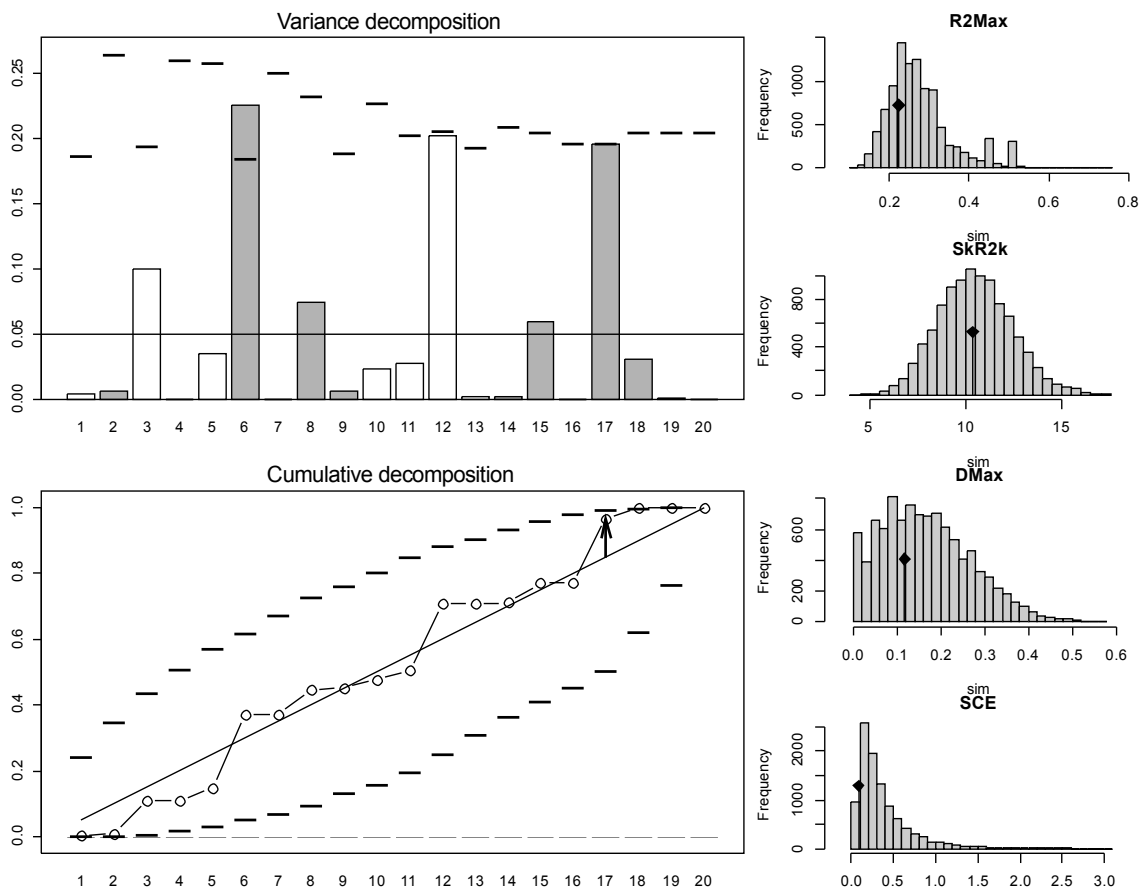 Variance decomposition
0.25
0.20
0.15
0.10
0.05
0.00
1 2 3 4 5 6 7 8 9 10 11 12 13 14 15 16 17 18 19 20
Cumulative decomposition
1.0
0.8
0.6
0.4
0.2
0.0
1 2 3 4 5 6 7 8 9 10 11 12 13 14 15 16 17 18 19 20
R2Max
Frequency
1000
500
0
0.2 0.4 0.6 0.8
sim
SkR2k
Frequency
800
400
0
5 10 15
sim
DMax
Frequency
600
400
200
0
0.0 0.1 0.2 0.3 0.4 0.5 0.6
sim
SCE
Frequency
2000
1000
0
0.0 0.5 1.0 1.5 2.0 2.5 3.0